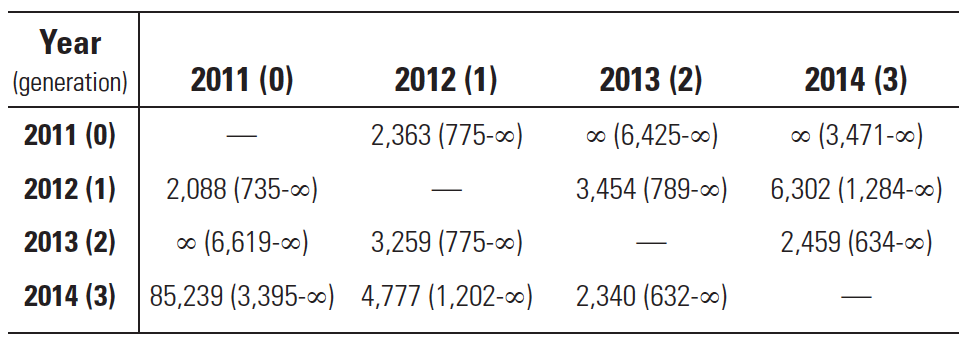 Year
(generation) 2011 (0) 2012 (1) 2013 (2) 2014 (3)
2011 (0) — 2,363 (775-∞) ∞ (6,425-∞) ∞ (3,471-∞)
2012 (1) 2,088 (735-∞) — 3,454 (789-∞) 6,302 (1,284-∞)
2013 (2) ∞ (6,619-∞) 3,259 (775-∞) — 2,459 (634-∞)
2014 (3) 85,239 (3,395-∞) 4,777 (1,202-∞) 2,340 (632-∞) —